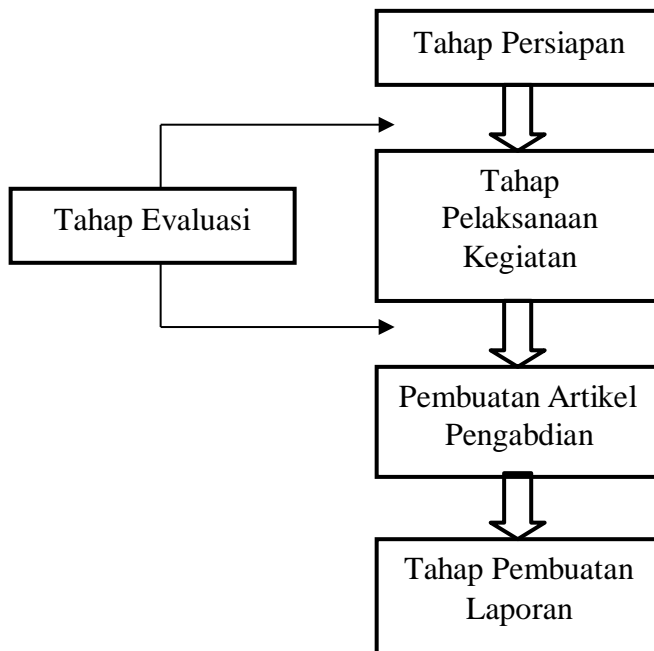 Tahap Persiapan
Tahap Evaluasi
Tahap
Pelaksanaan
Kegiatan
Pembuatan Artikel
Pengabdian
Tahap Pembuatan
Laporan